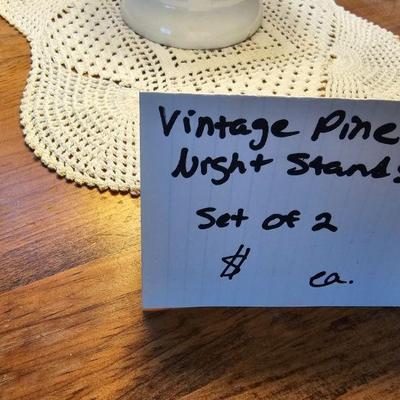 Vintage Pine
Night Stands
Set of 2
$ ea.